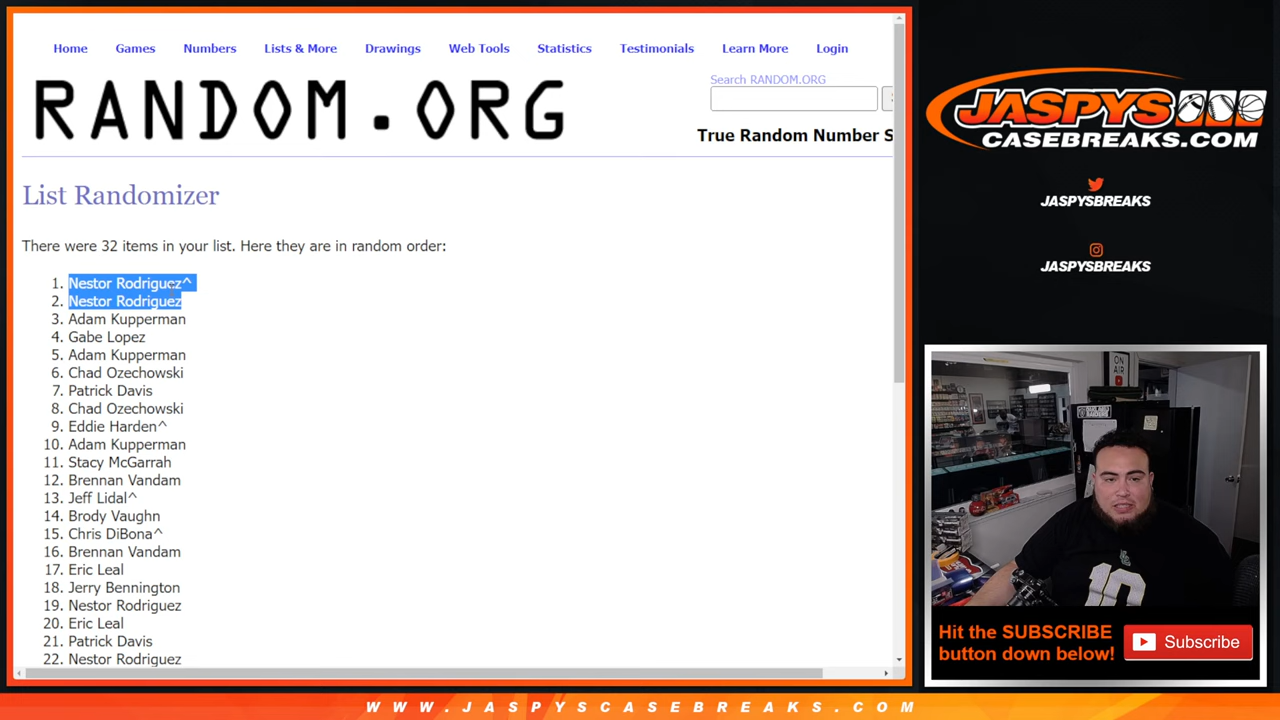 Home Games Numbers Lists & More Drawings Web Tools Statistics Testimonials Learn More Login
RANDOM.ORG
Search RANDOM.ORG
True Random Number S
List Randomizer
There were 32 items in your list. Here they are in random order:
1. Nestor Rodriguez^
2. Nestor Rodriguez
3. Adam Kupperman
4. Gabe Lopez
5. Adam Kupperman
6. Chad Ozechowski
7. Patrick Davis
8. Chad Ozechowski
9. Eddie Harden^
10. Adam Kupperman
11. Stacy McGarrah
12. Brennan Vandam
13. Jeff Lidal^
14. Brody Vaughn
15. Chris DiBona^
16. Brennan Vandam
17. Eric Leal
18. Jerry Bennington
19. Nestor Rodriguez
20. Eric Leal
21. Patrick Davis
22. Nestor Rodriguez
JASPYS
CASEBREAKS.COM
JASPYSBREAKS
JASPYSBREAKS
ON
AIR
10
Hit the SUBSCRIBE
button down below!
Subscribe
WWW.JASPYSCASEBREAKS.COM